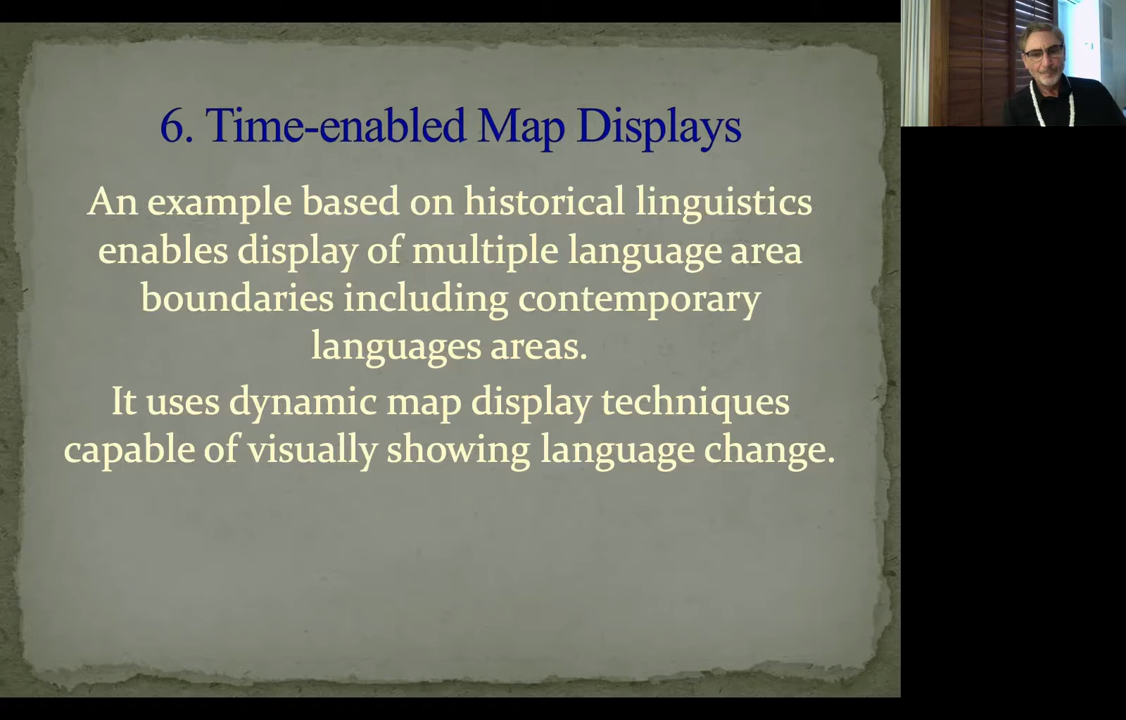 6. Time-enabled Map Displays
An example based on historical linguistics
enables display of multiple language area
boundaries including contemporary
languages areas.
It uses dynamic map display techniques
capable of visually showing language change.